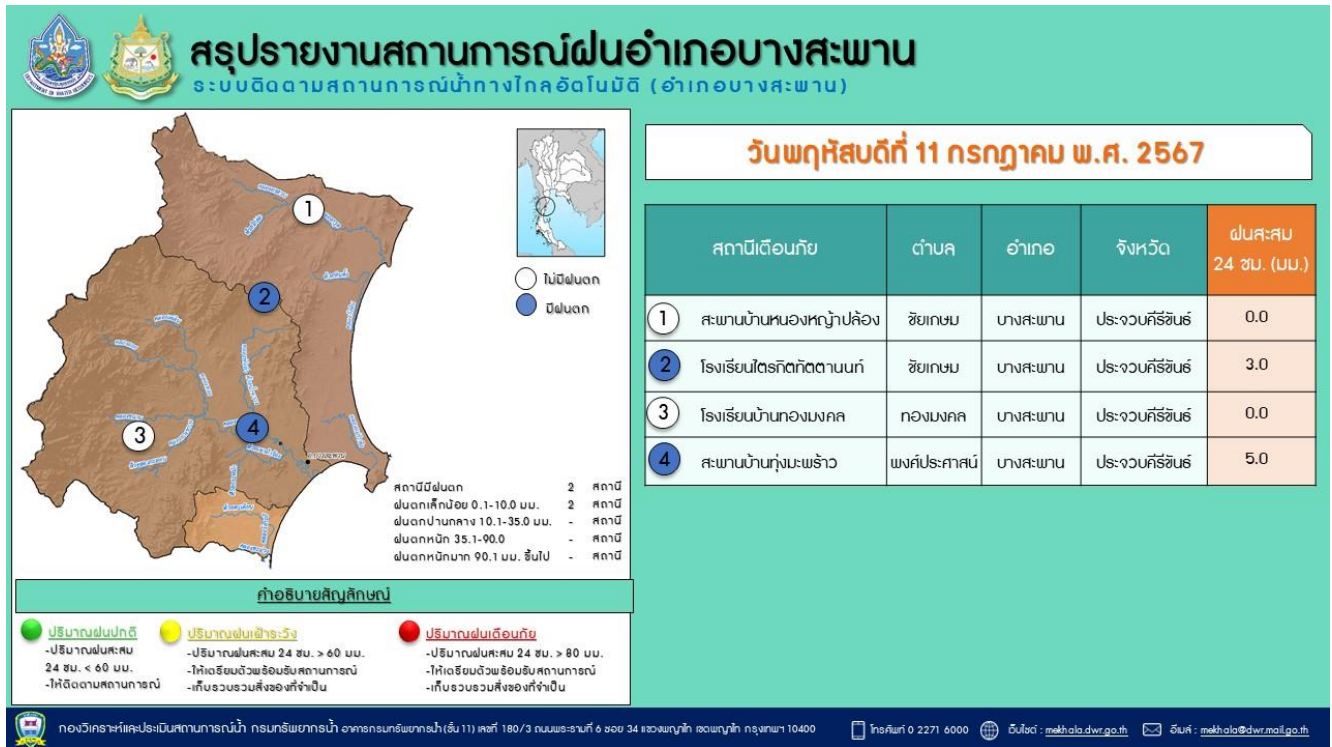 สรุปรายงานสถานการณ์ฝนอำเภอบางสะพาน
ระบบติดตามสถานการณ์น้ำทางไกลอัตโนมัติ (อำเภอบางสะพาน)
วันพฤหัสบดีที่ 11 กรกฎาคม พ.ศ. 2567
1
2
3
4
ไม่มีฝนตก
มีฝนตก
สถานีมีฝนตก 2 สถานี
ฝนตกเล็กน้อย 0.1-10.0 มม. 2 สถานี
ฝนตกปานกลาง 10.1-35.0 มม. - สถานี
ฝนตกหนัก 35.1-90.0 - สถานี
ฝนตกหนักมาก 90.1 มม. ขึ้นไป - สถานี
สถานีเตือนภัย ตำบล อำเภอ จังหวัด ฝนสะสม 24 ชม. (มม.)
1 สะพานบ้านหนองหญ้าปล้อง ชัยเกษม บางสะพาน ประจวบคีรีขันธ์ 0.0
2 โรงเรียนไตรกิตทัตตานนท์ ชัยเกษม บางสะพาน ประจวบคีรีขันธ์ 3.0
3 โรงเรียนบ้านทองมงคล ทองมงคล บางสะพาน ประจวบคีรีขันธ์ 0.0
4 สะพานบ้านทุ่งมะพร้าว พงศ์ประศาสน์ บางสะพาน ประจวบคีรีขันธ์ 5.0
คำอธิบายสัญลักษณ์
ปริมาณฝนปกติ
-ปริมาณฝนสะสม
24 ชม. < 60 มม.
-ให้ติดตามสถานการณ์
ปริมาณฝนเฝ้าระวัง
-ปริมาณฝนสะสม 24 ชม. > 60 มม.
-ให้เตรียมตัวพร้อมรับสถานการณ์
-เก็บรวบรวมสิ่งของที่จำเป็น
ปริมาณฝนเตือนภัย
-ปริมาณฝนสะสม 24 ชม. > 80 มม.
-ให้เตรียมตัวพร้อมรับสถานการณ์
-เก็บรวบรวมสิ่งของที่จำเป็น
กองวิเคราะห์และประเมินสถานการณ์น้ำ กรมทรัพยากรน้ำ อาคารกรมทรัพยากรน้ำ (ชั้น 11) เลขที่ 180/3 ถนนพระรามที่ 6 ซอย 34 แขวงพญาไท เขตพญาไท กรุงเทพฯ 10400 โทรศัพท์ 0 2271 6000 เว็บไซต์ : mekhala.dwr.go.th อีเมล์ : mekhala@dwr.mail.go.th